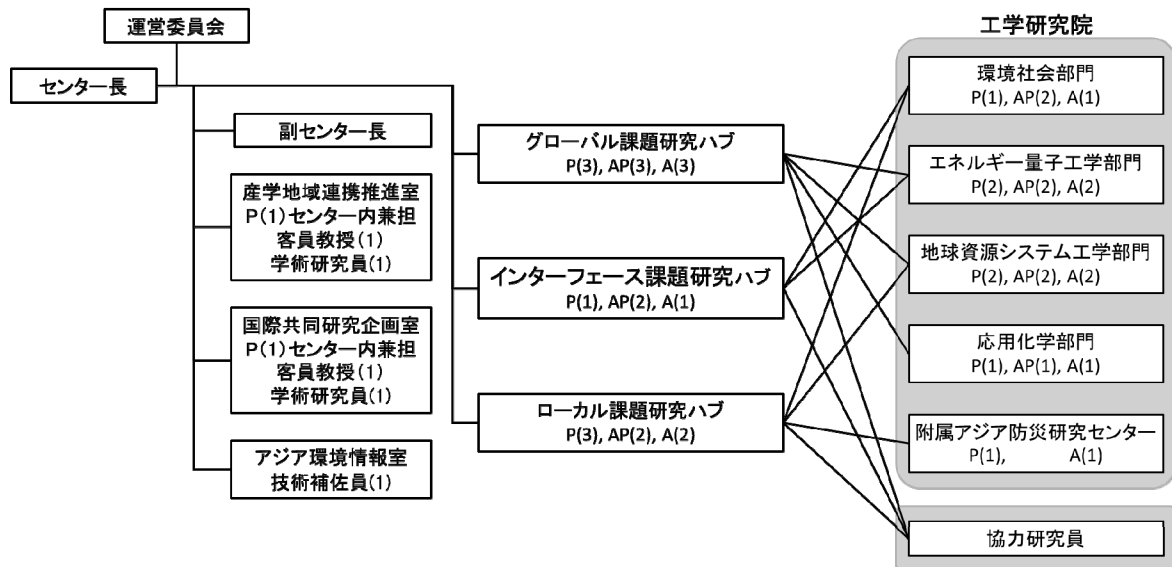 運営委員会
センター長
副センター長
産学地域連携推進室
P(1)センター内兼担
客員教授(1)
学術研究員(1)
国際共同研究企画室
P(1)センター内兼担
客員教授(1)
学術研究員(1)
アジア環境情報室
技術補佐員(1)
グローバル課題研究ハブ
P(3), AP(3), A(3)
インターフェース課題研究ハブ
P(1), AP(2), A(1)
ローカル課題研究ハブ
P(3), AP(2), A(2)
工学研究院
環境社会部門
P(1), AP(2), A(1)
エネルギー量子工学部門
P(2), AP(2), A(2)
地球資源システム工学部門
P(2), AP(2), A(2)
応用化学部門
P(1), AP(1), A(1)
附属アジア防災研究センター
P(1), A(1)
協力研究員